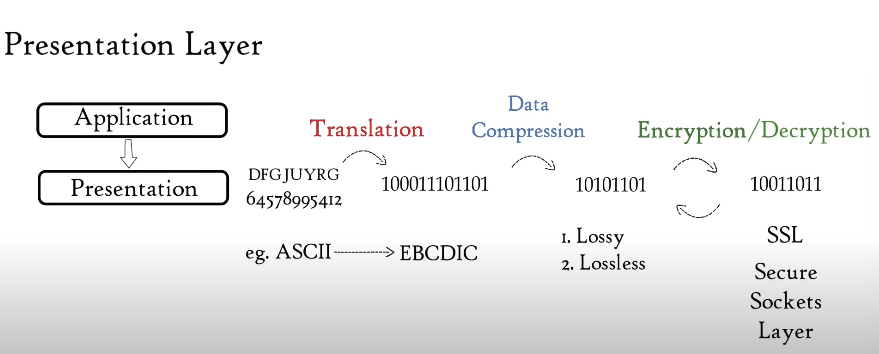 Presentation Layer
Application
Presentation
Translation
Data
Compression
Encryption/Decryption
DFGJUYRG
64578995412
100011101101
10101101
10011011
eg. ASCII
EBCDIC
1. Lossy
2. Lossless
SSL
Secure
Sockets
Layer